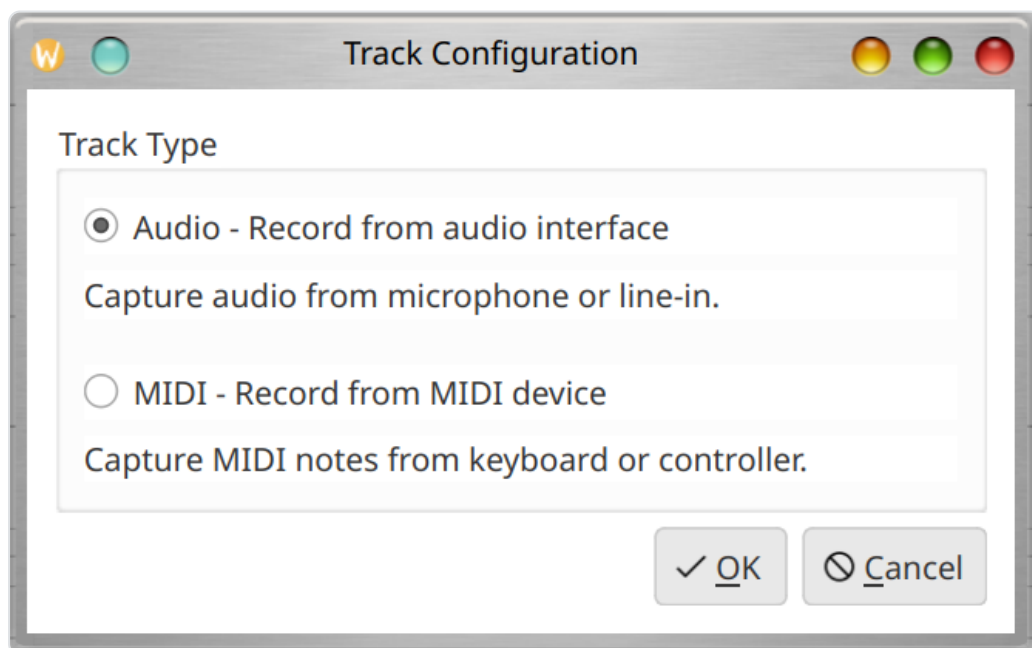 Track Configuration
Track Type
Audio - Record from audio interface
Capture audio from microphone or line-in.
MIDI - Record from MIDI device
Capture MIDI notes from keyboard or controller.
OK Cancel